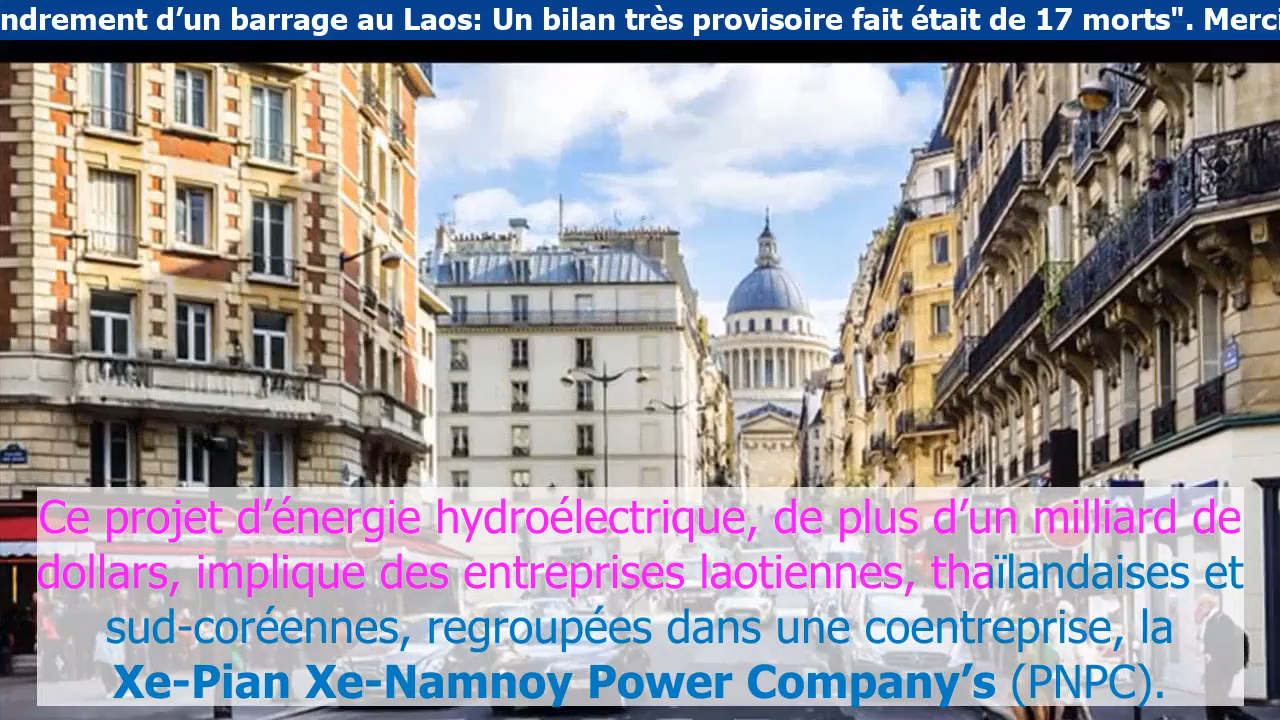 ndrement d’un barrage au Laos: Un bilan très provisoire fait était de 17 morts". Merci
Ce projet d’énergie hydroélectrique, de plus d’un milliard de
dollars, implique des entreprises laotiennes, thaïlandaises et
sud-coréennes, regroupées dans une coentreprise, la
Xe-Pian Xe-Namnoy Power Company’s (PNPC).